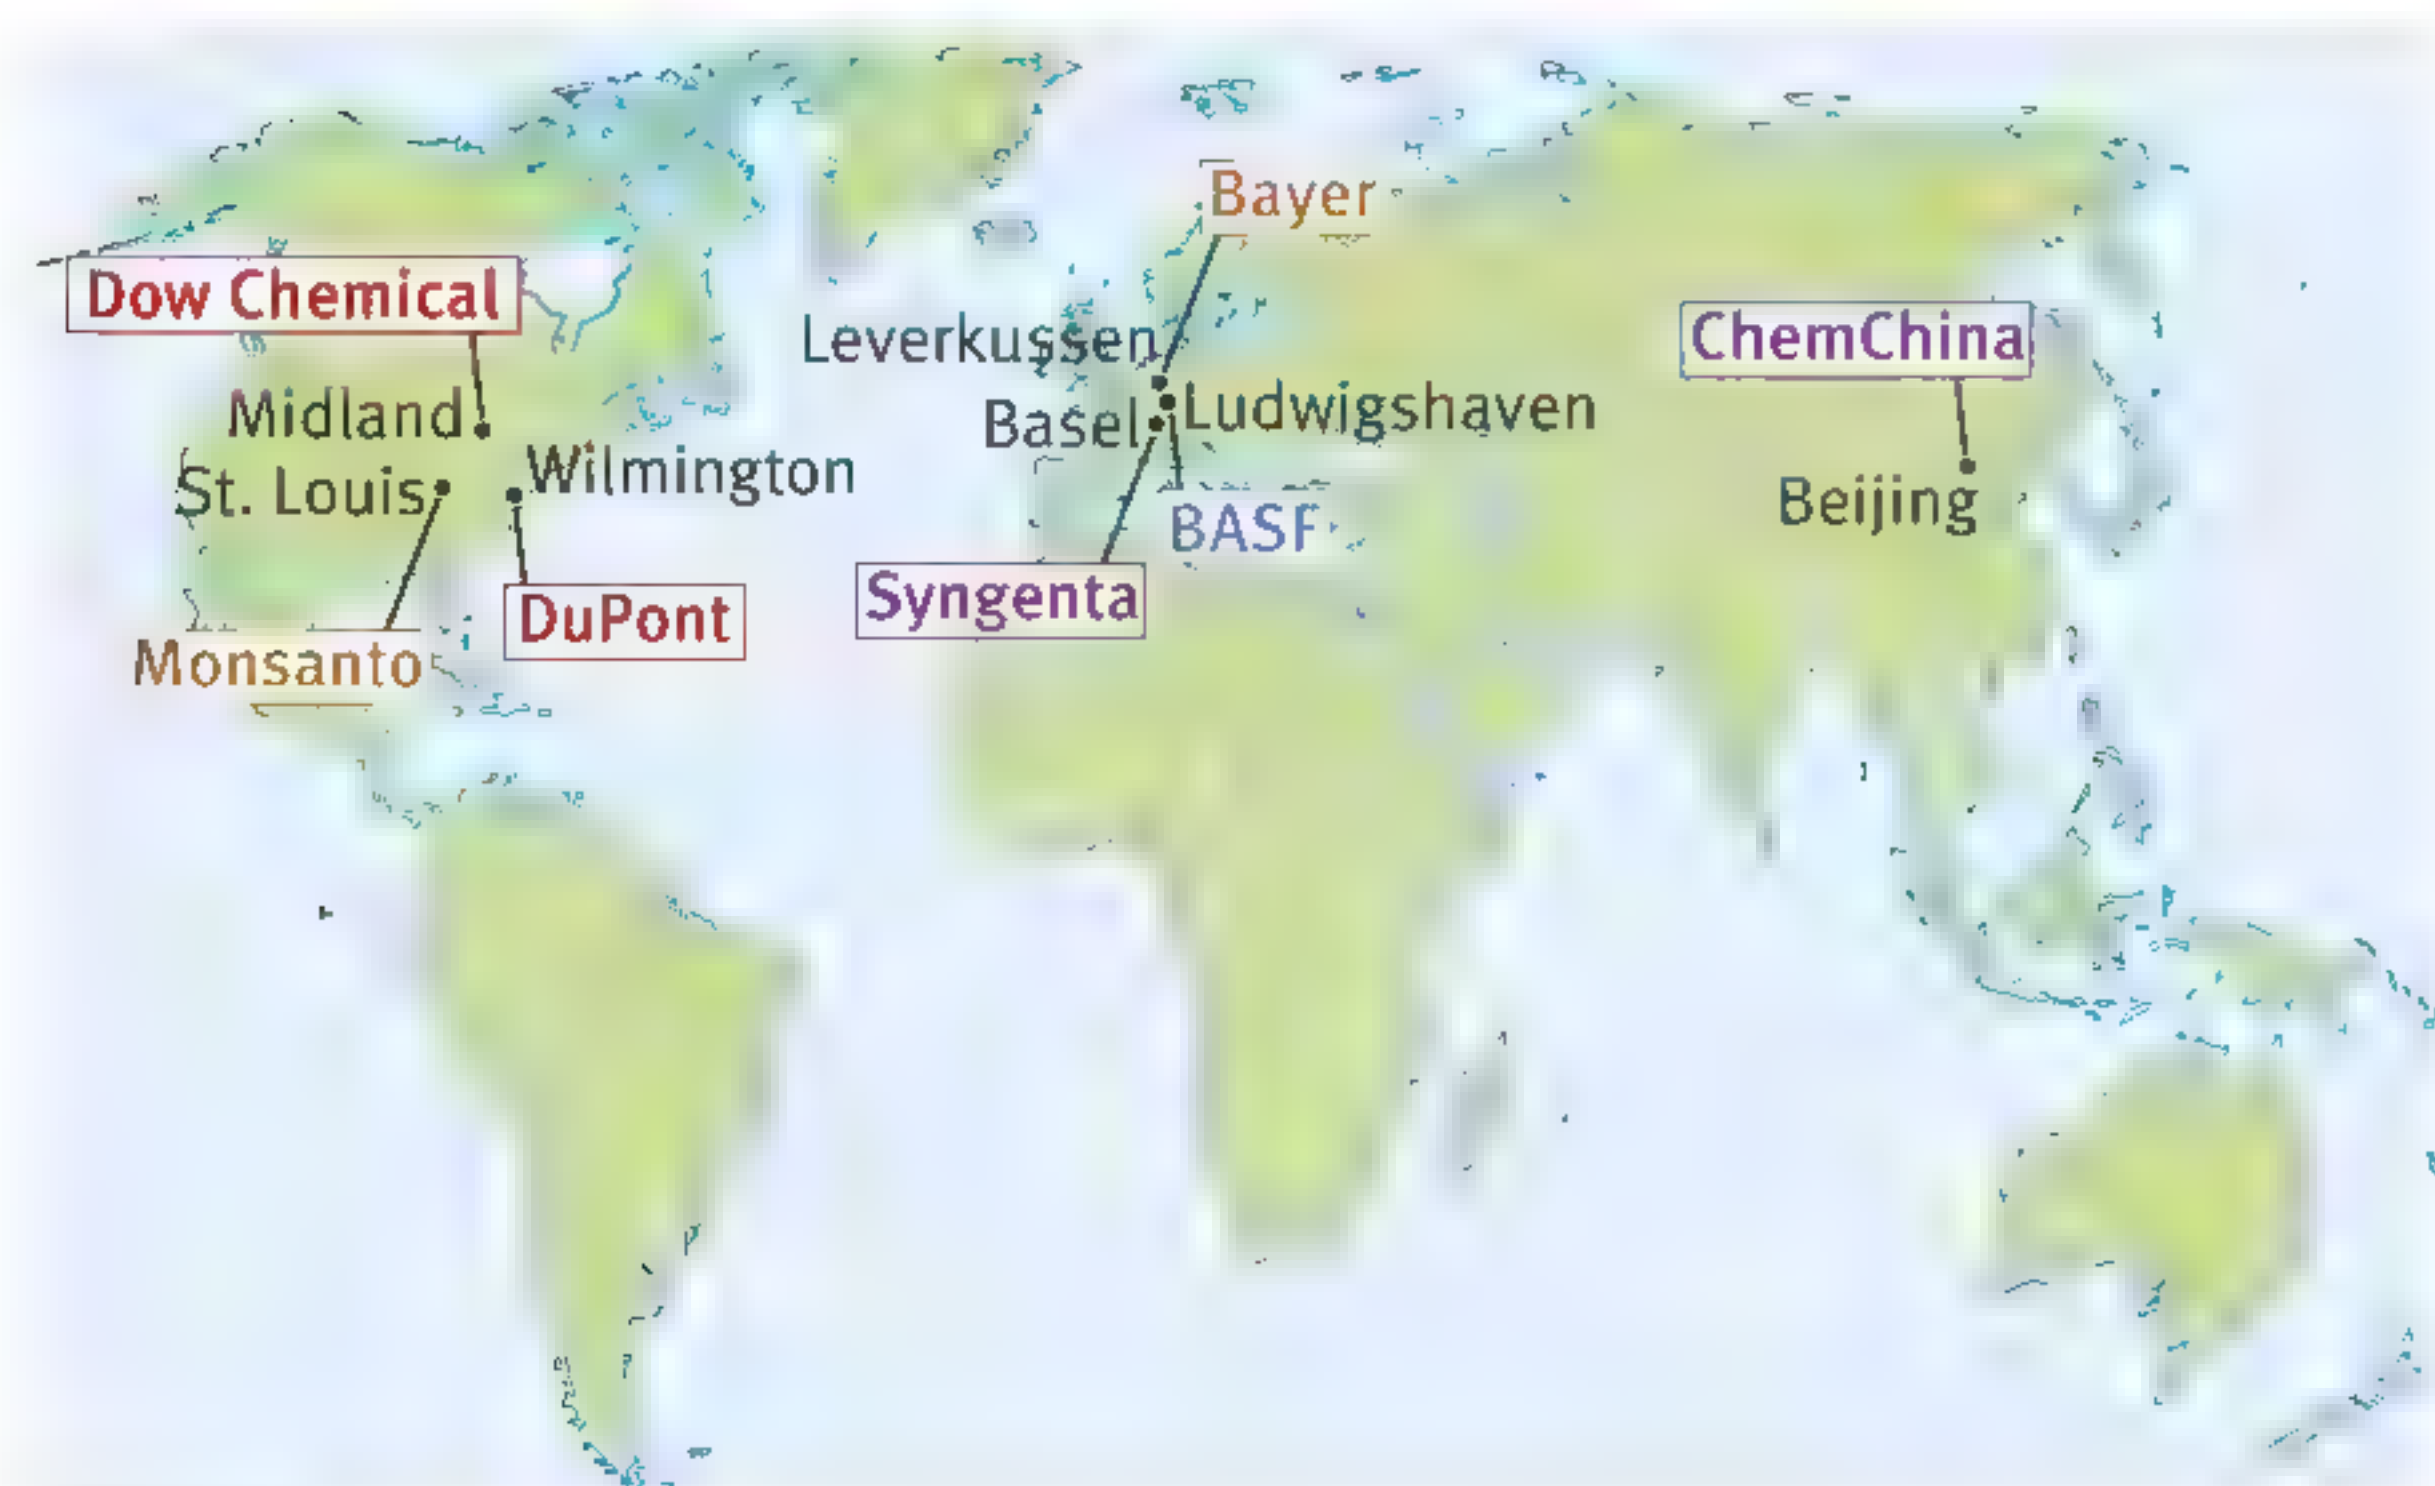 Bayer
Dow Chemical
Leverkussen
ChemChina
Midland
Basel
Ludwigshaven
St. Louis
Wilmington
Beijing
BASF
Syngenta
DuPont
Monsanto